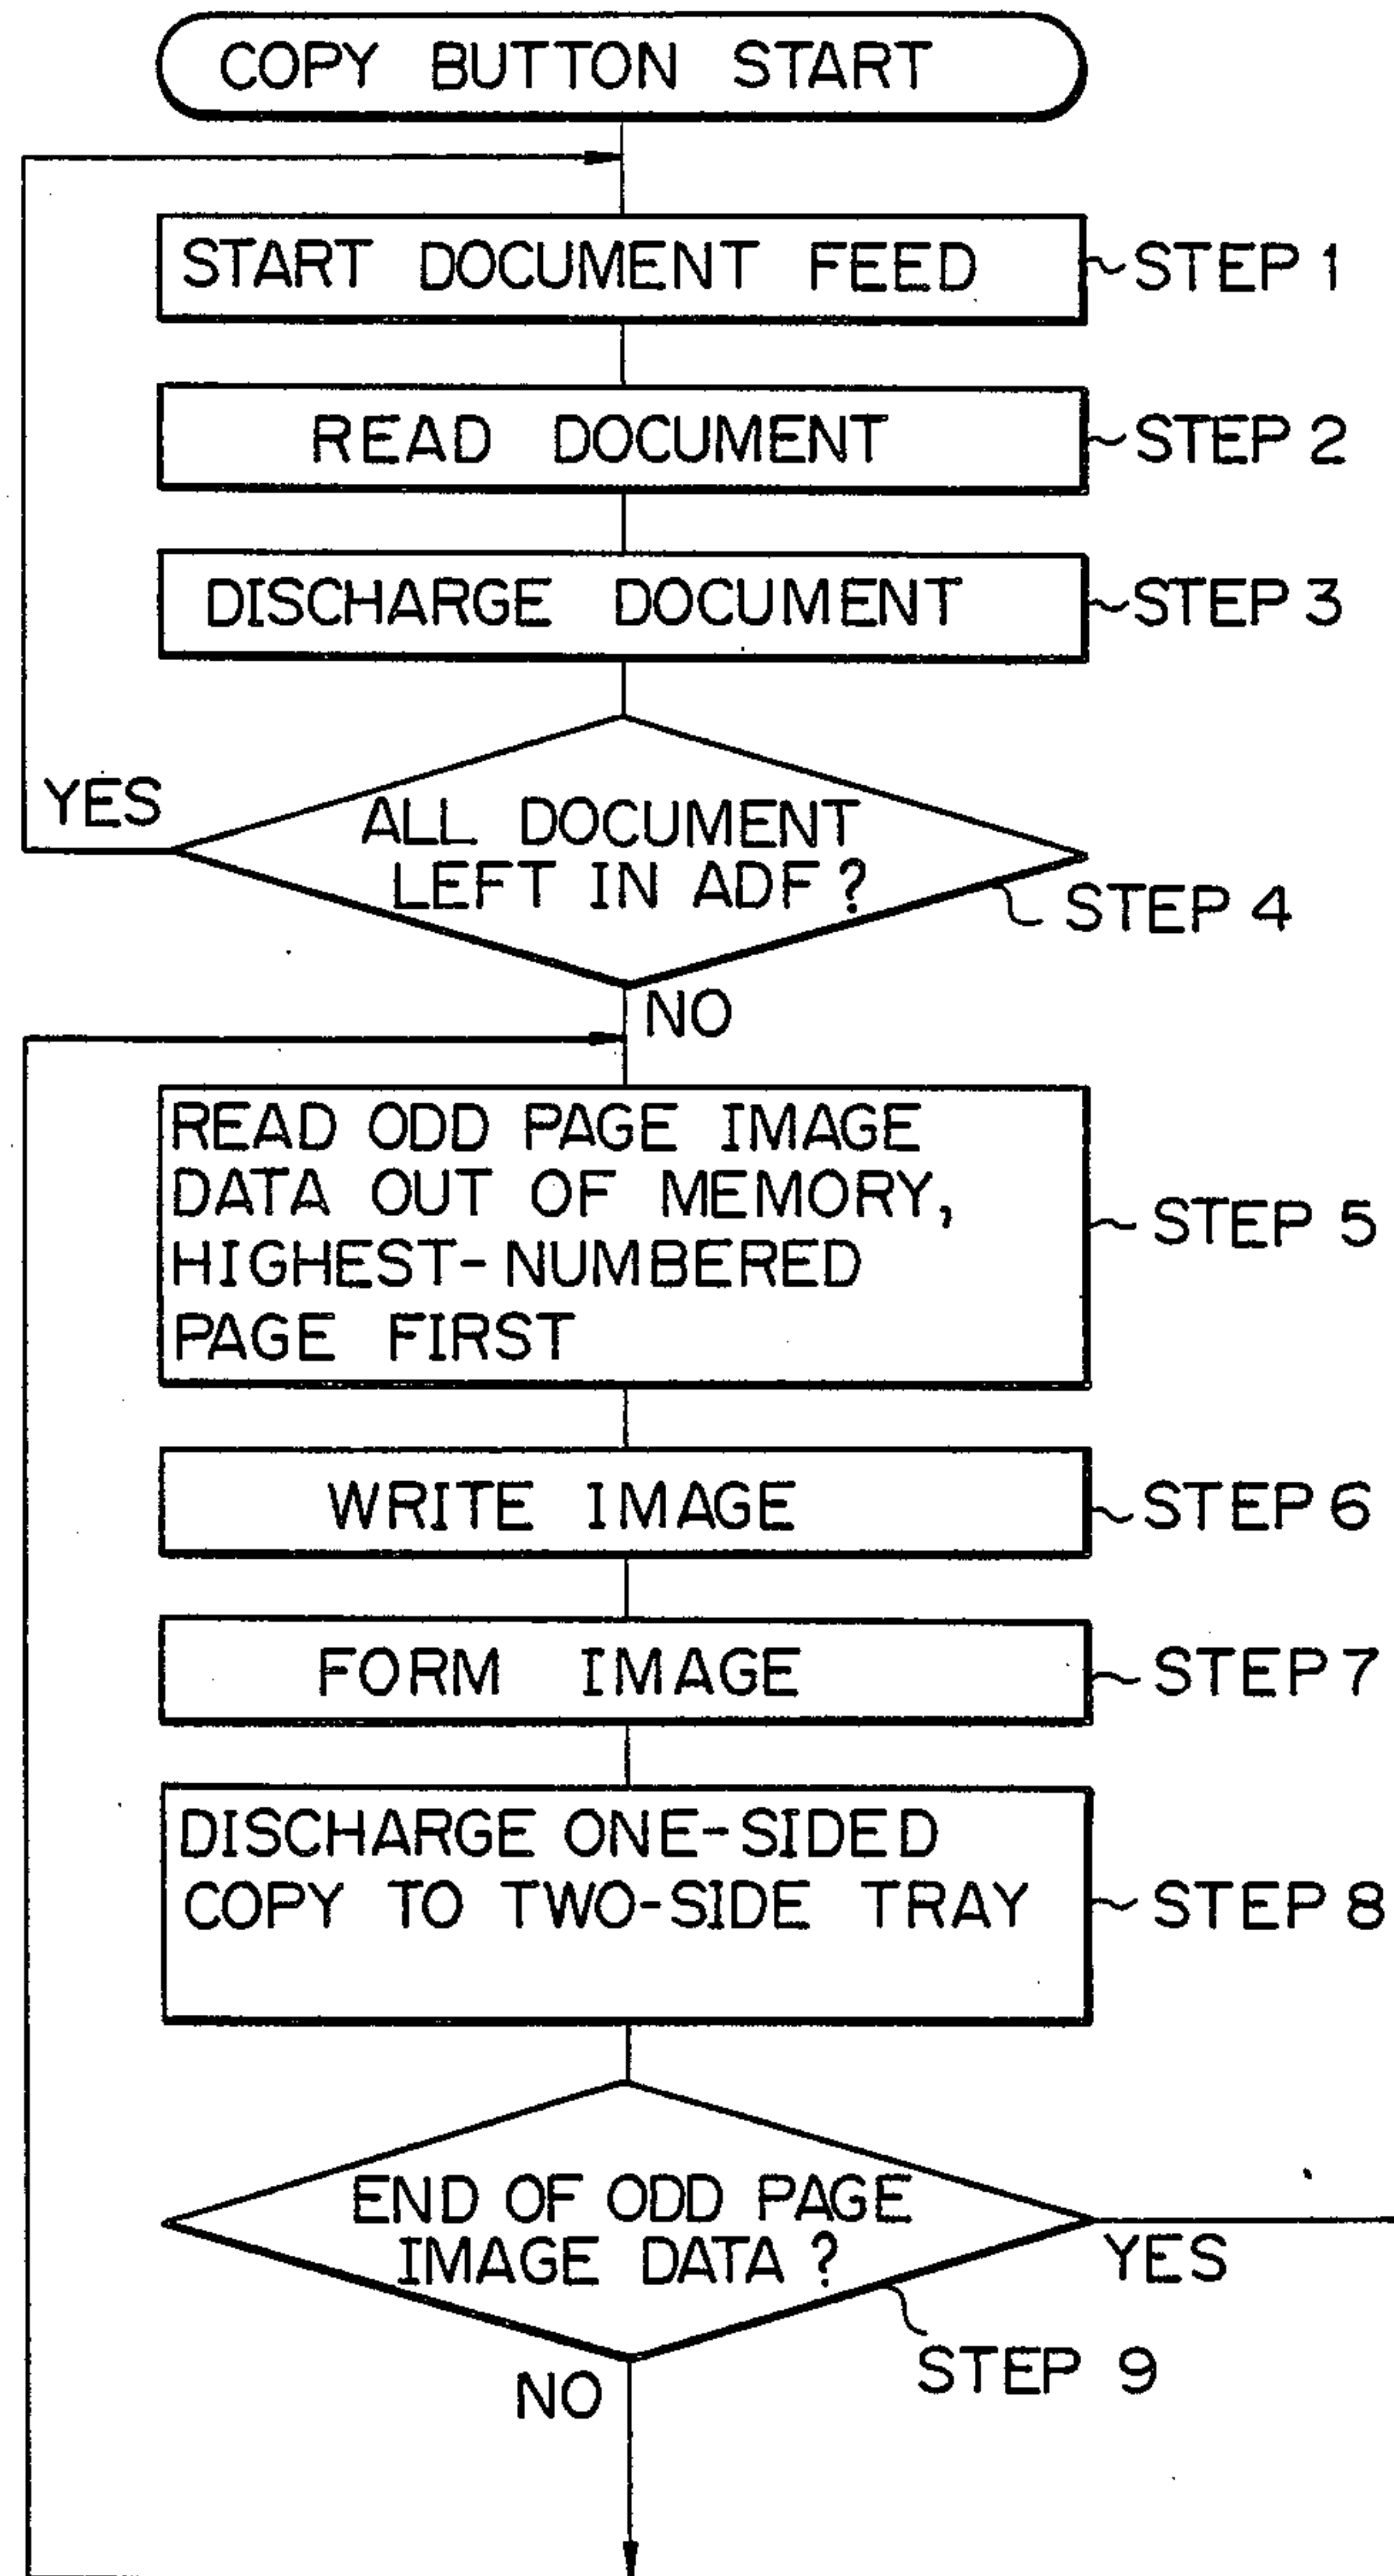 COPY BUTTON START
START DOCUMENT FEED
STEP 1
READ DOCUMENT
STEP 2
DISCHARGE DOCUMENT
STEP 3
YES
ALL DOCUMENT
LEFT IN ADF?
STEP 4
NO
READ ODD PAGE IMAGE
DATA OUT OF MEMORY,
HIGHEST-NUMBERED
PAGE FIRST
STEP 5
WRITE IMAGE
STEP 6
FORM IMAGE
STEP 7
DISCHARGE ONE-SIDED
COPY TO TWO-SIDE TRAY
STEP 8
END OF ODD PAGE
IMAGE DATA?
YES
STEP 9
NO